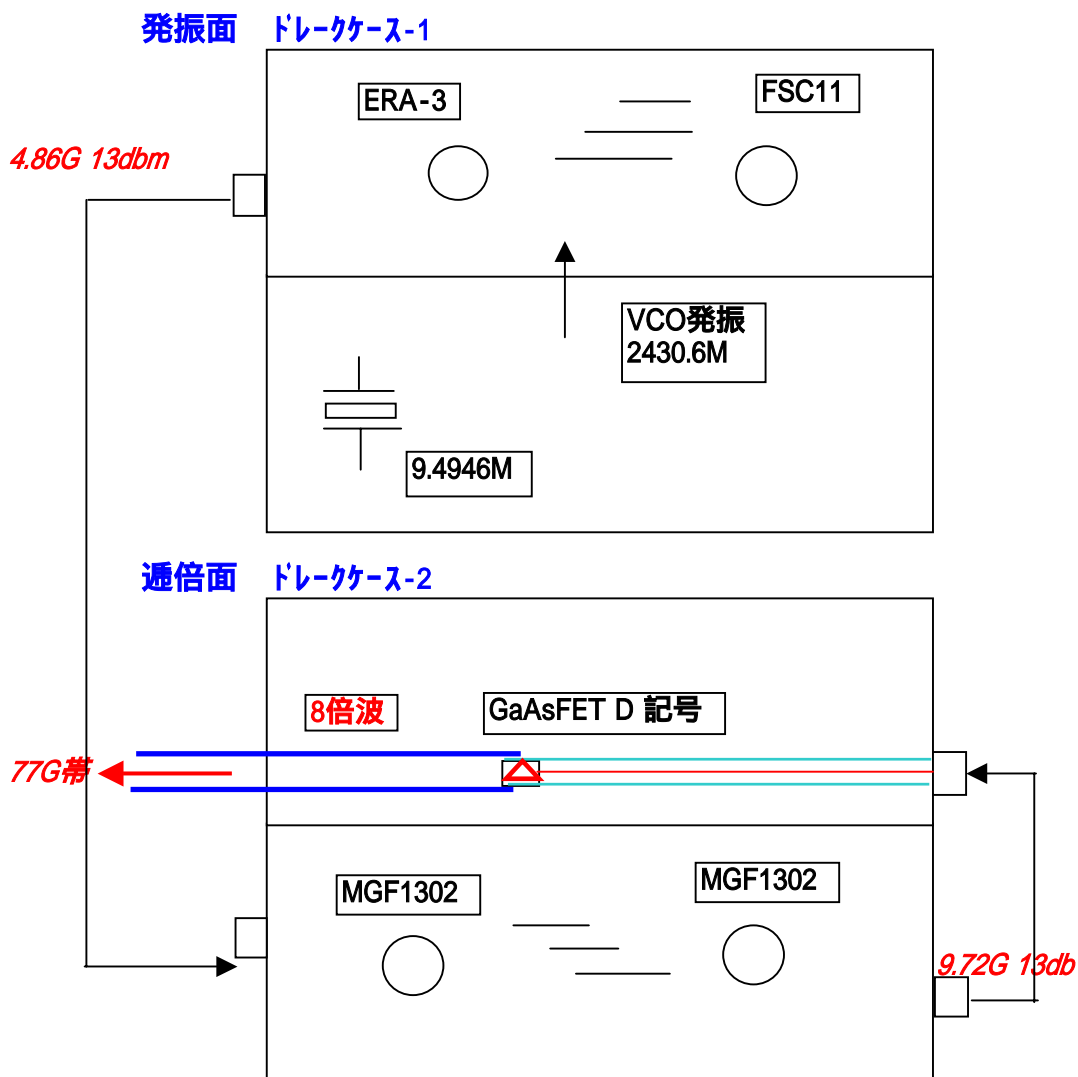 発振面 ﾄﾞﾚｰｸｹｰｽ-1
ERA-3
FSC11
4.86G 13dbm
VCO発振
2430.6M
9.4946M
逓倍面 ﾄﾞﾚｰｸｹｰｽ-2
8倍波
GaAsFET D 記号
77G帯
MGF1302
MGF1302
9.72G 13db